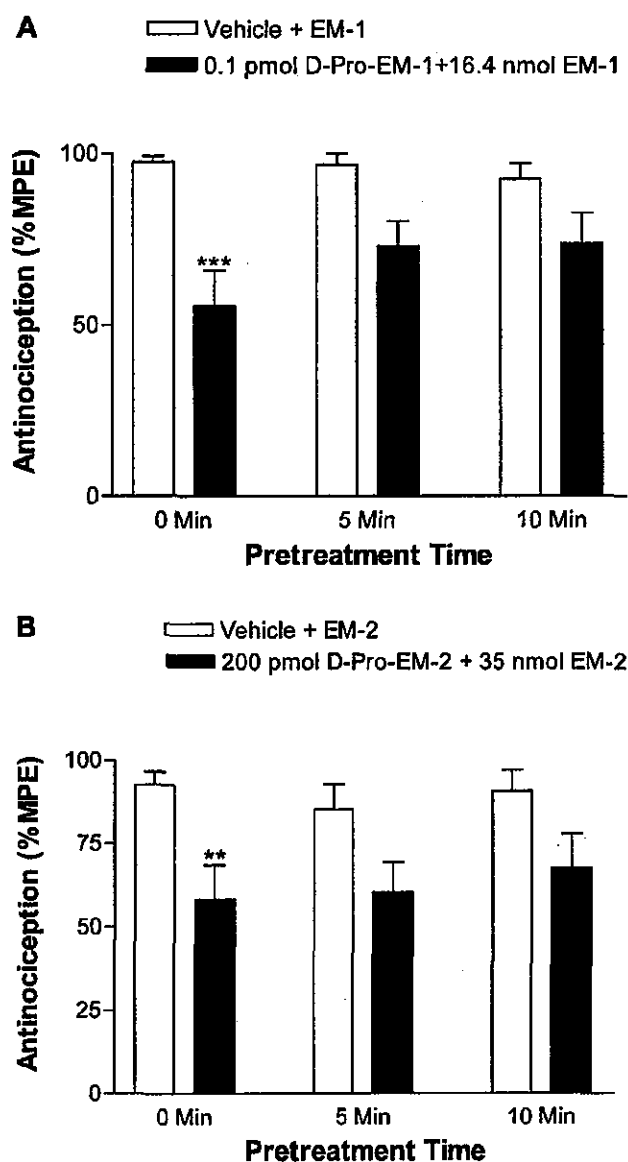 A
Vehicle + EM-1
0.1 pmol D-Pro-EM-1+16.4 nmol EM-1
Antinociception (%MPE)
100
50
0
***
0 Min
5 Min
10 Min
Pretreatment Time
B
Vehicle + EM-2
200 pmol D-Pro-EM-2 + 35 nmol EM-2
Antinociception (%MPE)
100
75
50
25
0
**
0 Min
5 Min
10 Min
Pretreatment Time